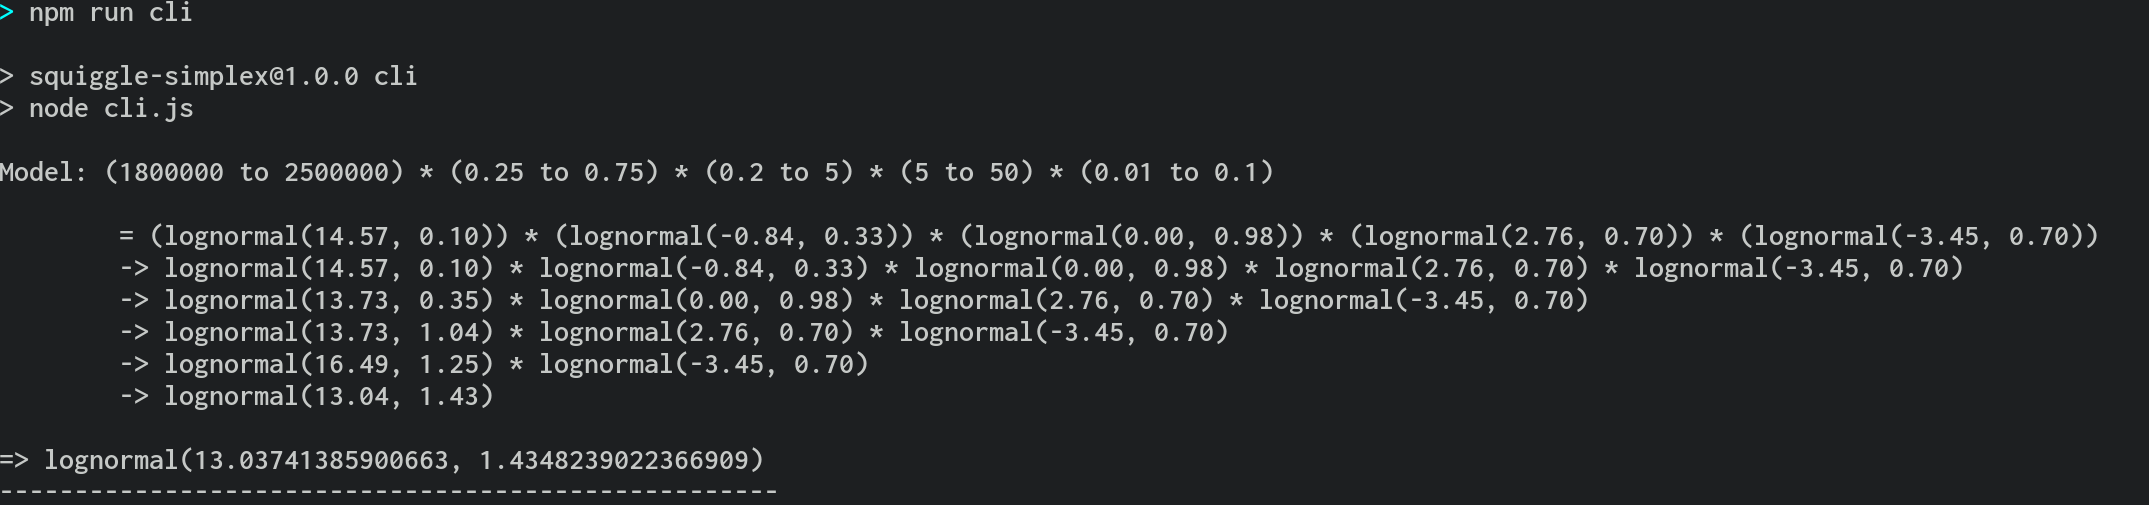 > npm run cli
> squiggle-simplex@1.0.0 cli
> node cli.js
Model: (1800000 to 2500000) * (0.25 to 0.75) * (0.2 to 5) * (5 to 50) * (0.01 to 0.1)
= (lognormal(14.57, 0.10)) * (lognormal(-0.84, 0.33)) * (lognormal(0.00, 0.98)) * (lognormal(2.76, 0.70)) * (lognormal(-3.45, 0.70))
-> lognormal(14.57, 0.10) * lognormal(-0.84, 0.33) * lognormal(0.00, 0.98) * lognormal(2.76, 0.70) * lognormal(-3.45, 0.70)
-> lognormal(13.73, 0.35) * lognormal(0.00, 0.98) * lognormal(2.76, 0.70) * lognormal(-3.45, 0.70)
-> lognormal(13.73, 1.04) * lognormal(2.76, 0.70) * lognormal(-3.45, 0.70)
-> lognormal(16.49, 1.25) * lognormal(-3.45, 0.70)
-> lognormal(13.04, 1.43)
=> lognormal(13.03741385900663, 1.4348239022366909)
----------------------------------------------------